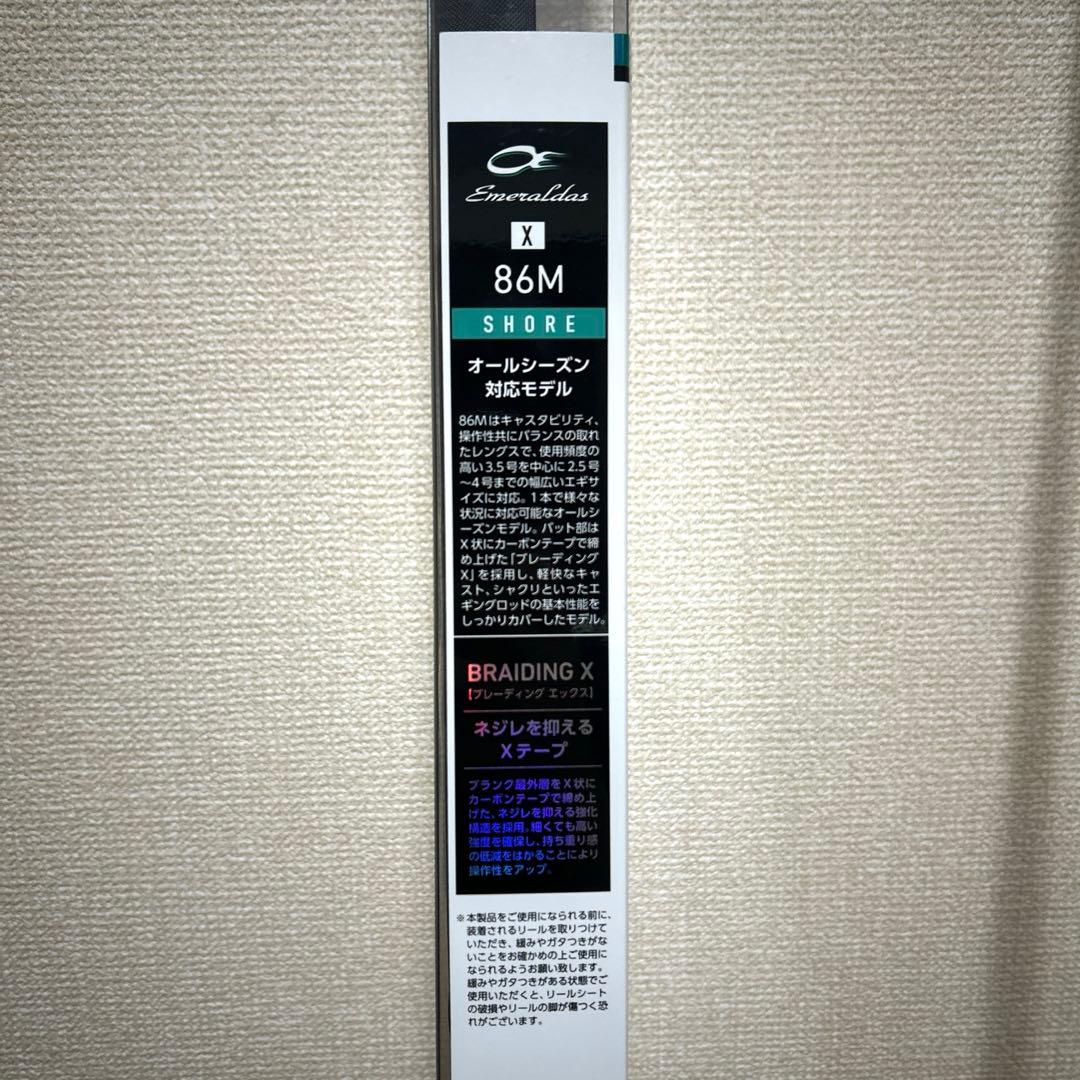 Emeraldas
X
86M
SHORE
オールシーズン
対応モデル
86Mはキャスタビリティ、
操作性共にバランスの取れ
たレングスで、使用頻度の
高い3.5号を中心に2.5号
～4号までの幅広いエギサ
イズに対応。1本で様々な
状況に対応可能なオールシ
ーズンモデル。バット部は
X状にカーボンテープで締
め上げた「ブレーディング
X」を採用し、軽快なキャ
スト、シャクリといったエ
ギングロッドの基本性能を
しっかりカバーしたモデル。
BRAIDING X
【ブレーディング エックス】
ネジレを抑える
Xテープ
ブランク最外層をX状に
カーボンテープで締め上
げた、ネジレを抑える強化
構造を採用。細くても高い
強度を確保し、持ち重り感
の低減をはかることにより
操作性をアップ。
※本製品をご使用になられる前に、
装着されるリールを取りつけて
いただき、緩みやガタつきがな
いことをお確かめの上ご使用に
なられるようお願い致します。
緩みやガタつきがある状態でご
使用いただくと、リールシート
の破損やリールの脚が傷つく恐
れがございます。